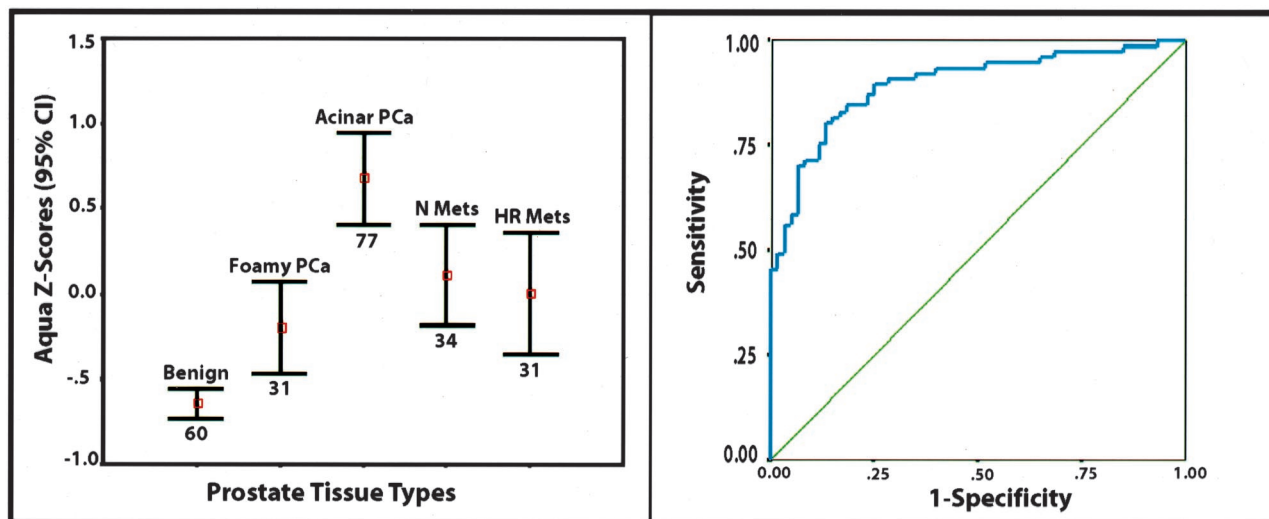 Aqua Z-Scores (95% CI)
1.5
1.0
0.5
0.0
-.5
-1.0
Benign
60
Foamy PCa
31
Acinar PCa
77
N Mets
34
HR Mets
31
Prostate Tissue Types
Sensitivity
1.00
.75
.50
.25
0.00
0.00
.25
.50
.75
1.00
1-Specificity